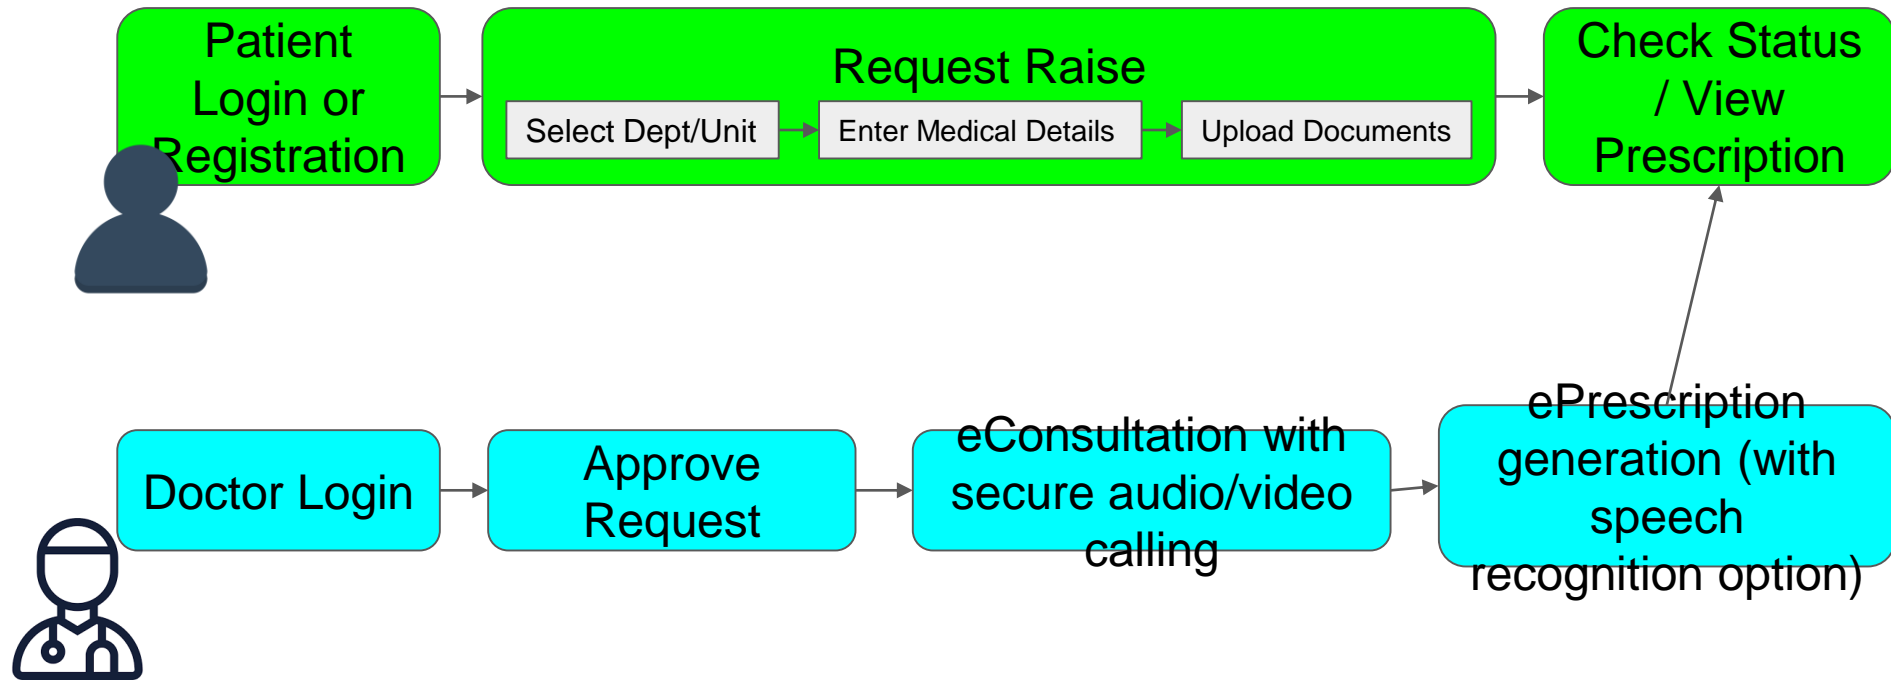 Patient
Login or
Registration
Request Raise
Select Dept/Unit
Enter Medical Details
Upload Documents
Check Status
/ View
Prescription
Doctor Login
Approve
Request
eConsultation with
secure audio/video
calling
ePrescription
generation (with
speech
recognition option)